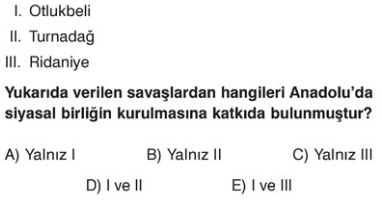 I. Otlukbeli
II. Turnadağ
III. Ridaniye
Yukarıda verilen savaşlardan hangileri Anadolu'da
siyasal birliğin kurulmasına katkıda bulunmuştur?
A) Yalnız I B) Yalnız II C) Yalnız III
D) I ve II E) I ve III